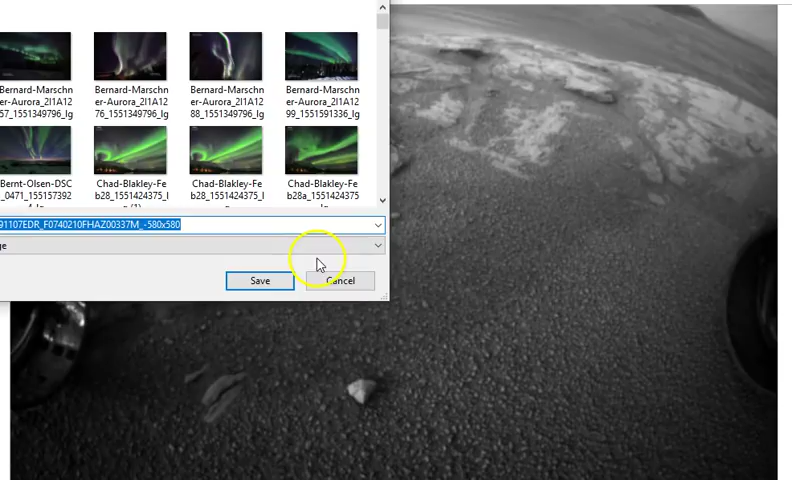 Bernard-Marschn
er-Aurora_2I1A12
57_1551349796_lg
Bernard-Marschn
er-Aurora_2I1A12
76_1551349796_lg
Bernard-Marschn
er-Aurora_2I1A12
88_1551349796_lg
Bernard-Marschn
er-Aurora_2I1A12
99_1551591336_lg
Bernt-Olsen-DSC
_0471_155157392
Chad-Blakley-Fe
b28_1551424375_l
Chad-Blakley-Fe
b28_1551424375_l
Chad-Blakley-Fe
b28a_1551424375
91107EDR_F0740210FHAZ00337M_-580x580
ge
Save
Cancel